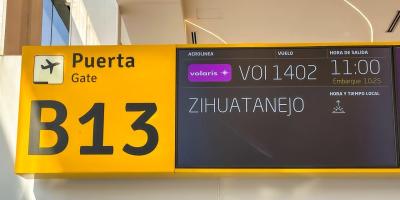 Puerta
Gate
B13
AEROLÍNEA VUELO HORA DE SALIDA
volaris VOI 1402 11:00
Embarque 10:25
HORA Y TIEMPO LOCAL
ZIHUATANEJO